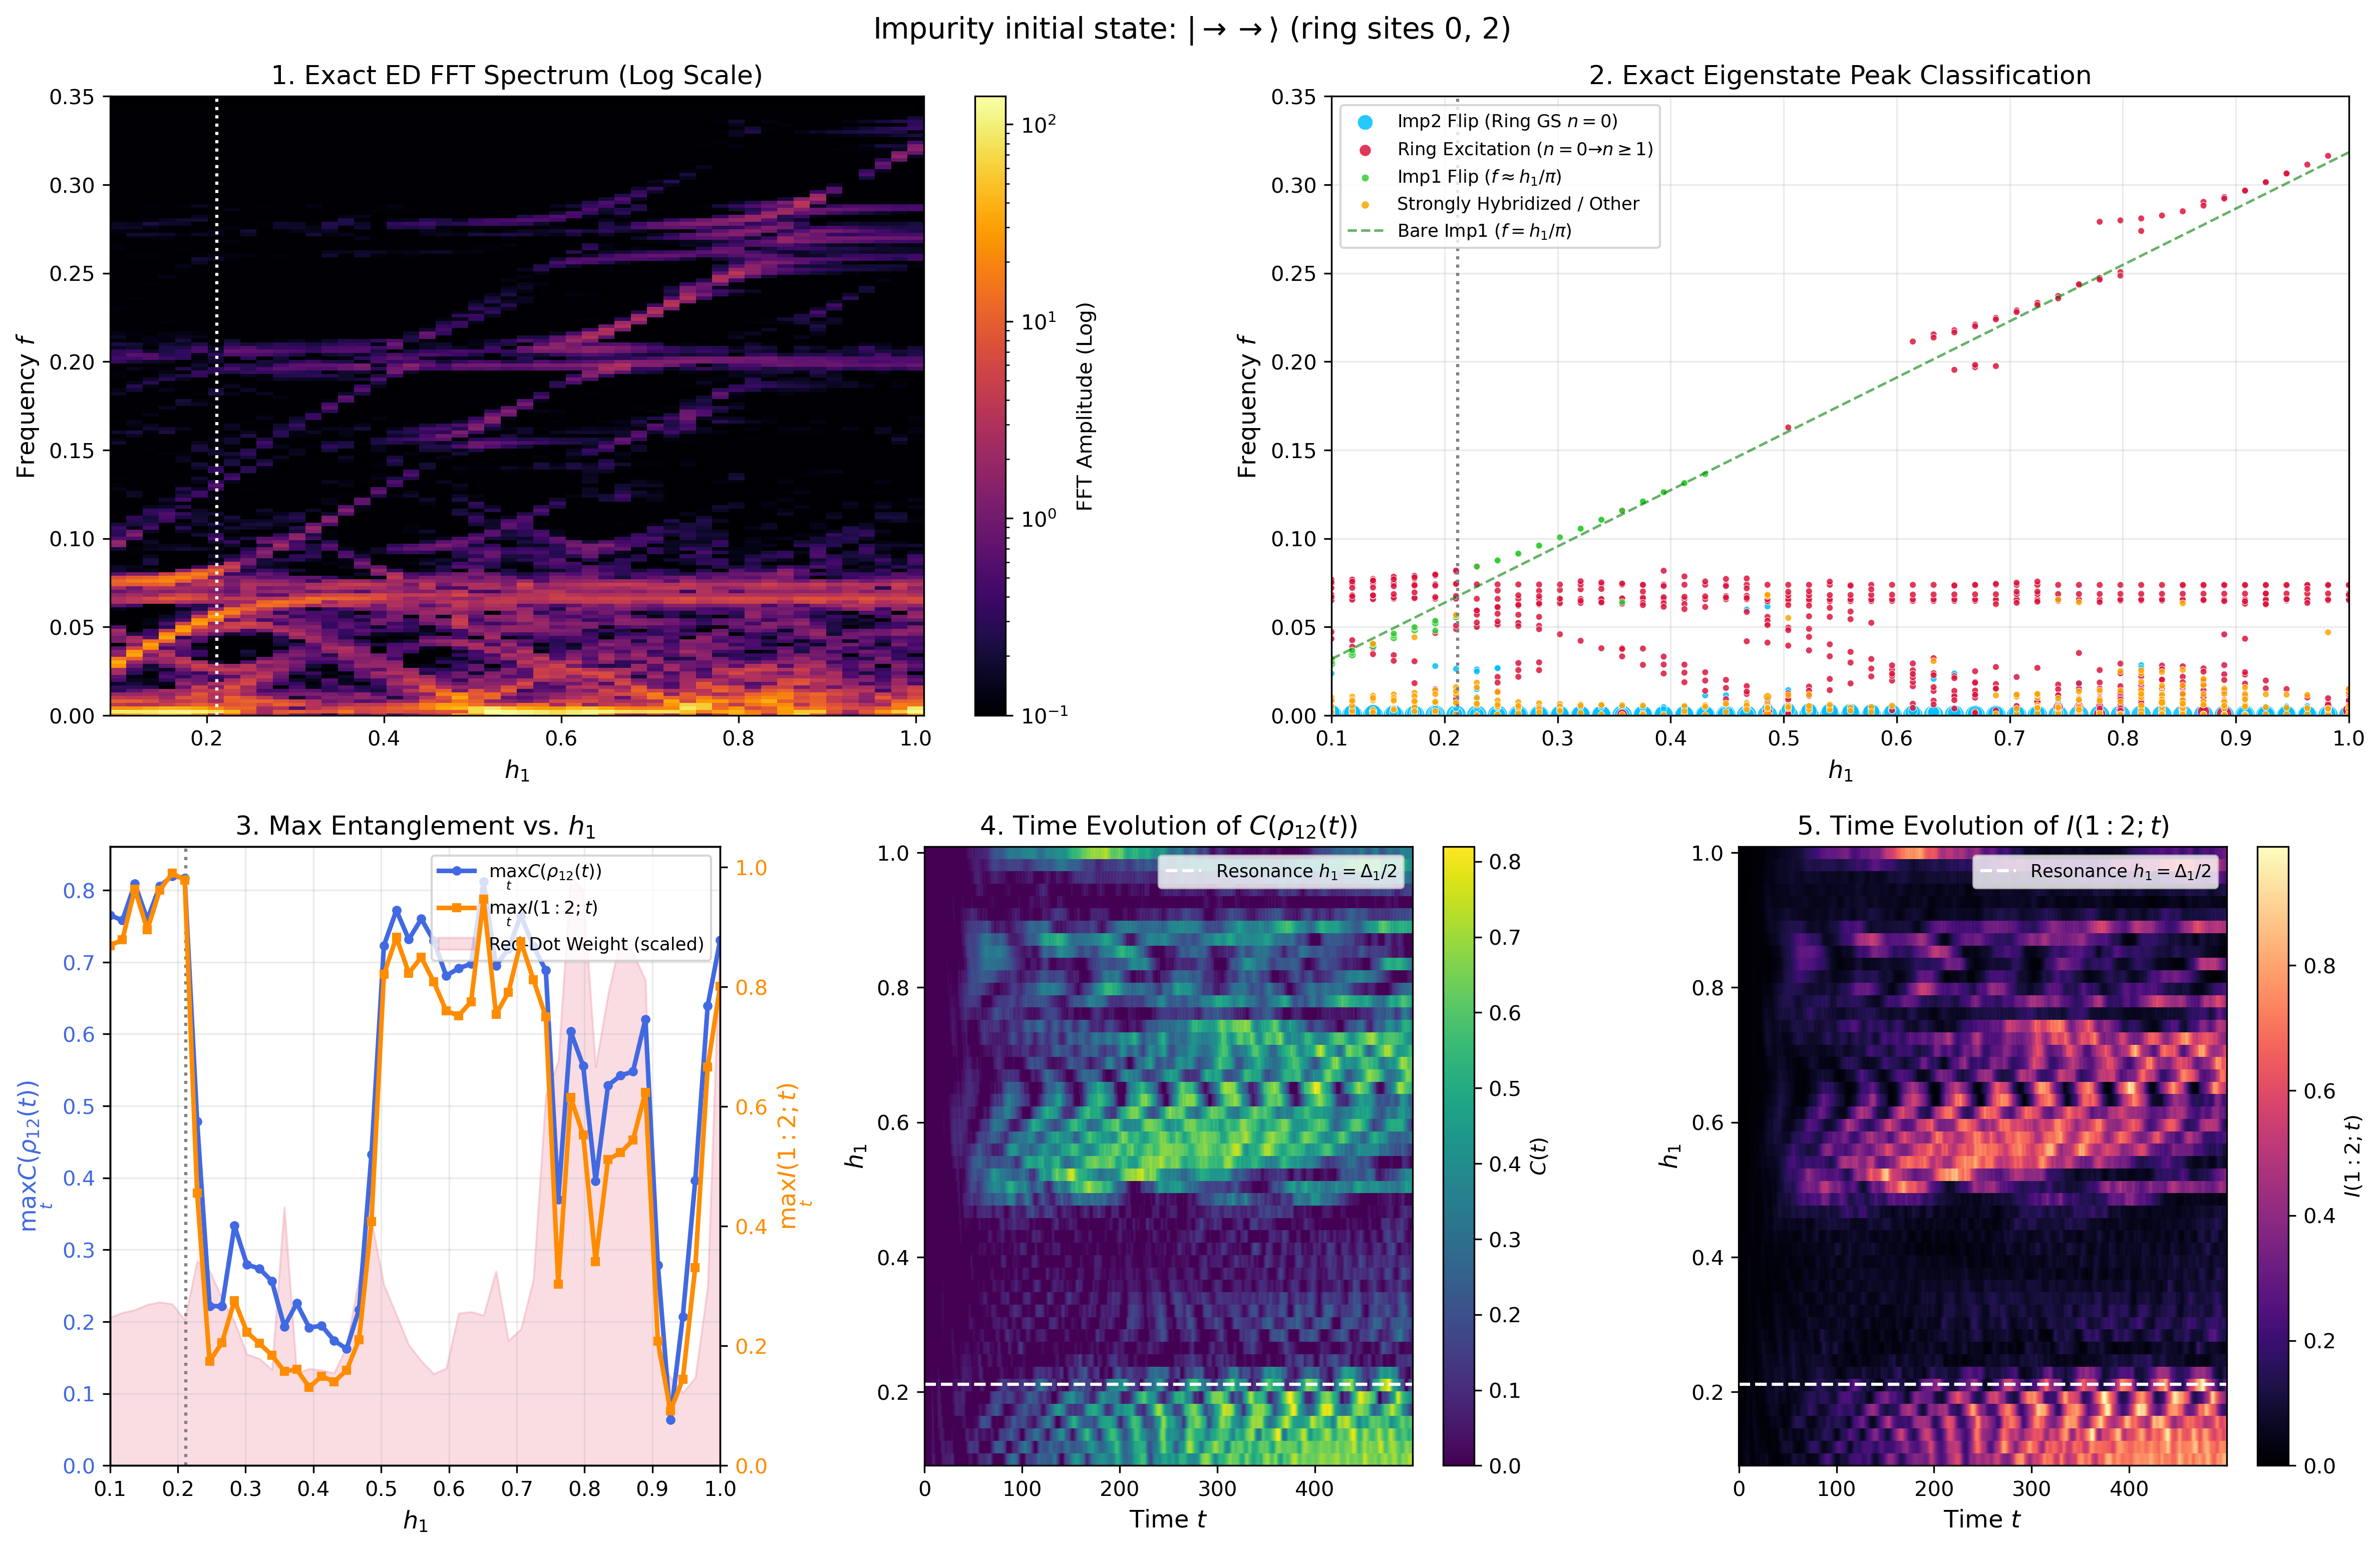 Impurity initial state: |→→⟩ (ring sites 0, 2)
1. Exact ED FFT Spectrum (Log Scale)
0.35
0.30
0.25
0.20
0.15
0.10
0.05
0.00
Frequency f
0.2
0.4
0.6
0.8
1.0
h₁
10²
10¹
10⁰
10⁻¹
FFT Amplitude (Log)
2. Exact Eigenstate Peak Classification
Imp2 Flip (Ring GS n = 0)
Ring Excitation (n = 0→n ≥ 1)
Imp1 Flip (f ≈ h₁/π)
Strongly Hybridized / Other
Bare Imp1 (f = h₁/π)
0.35
0.30
0.25
0.20
0.15
0.10
0.05
0.00
Frequency f
0.1
0.2
0.3
0.4
0.5
0.6
0.7
0.8
0.9
1.0
h₁
3. Max Entanglement vs. h₁
max C(ρ₁₂(t))
t
max I(1 : 2; t)
t
Red-Dot Weight (scaled)
0.8
0.7
0.6
0.5
0.4
0.3
0.2
0.1
0.0
max C(ρ₁₂(t))
t
1.0
0.8
0.6
0.4
0.2
0.0
max I(1 : 2; t)
t
0.1
0.2
0.3
0.4
0.5
0.6
0.7
0.8
0.9
1.0
h₁
4. Time Evolution of C(ρ₁₂(t))
Resonance h₁ = Δ₁/2
1.0
0.8
0.6
0.4
0.2
h₁
0
100
200
300
400
Time t
0.8
0.7
0.6
0.5
0.4
0.3
0.2
0.1
0.0
C(t)
5. Time Evolution of I(1 : 2; t)
Resonance h₁ = Δ₁/2
1.0
0.8
0.6
0.4
0.2
h₁
0
100
200
300
400
Time t
0.8
0.6
0.4
0.2
0.0
I(1 : 2; t)